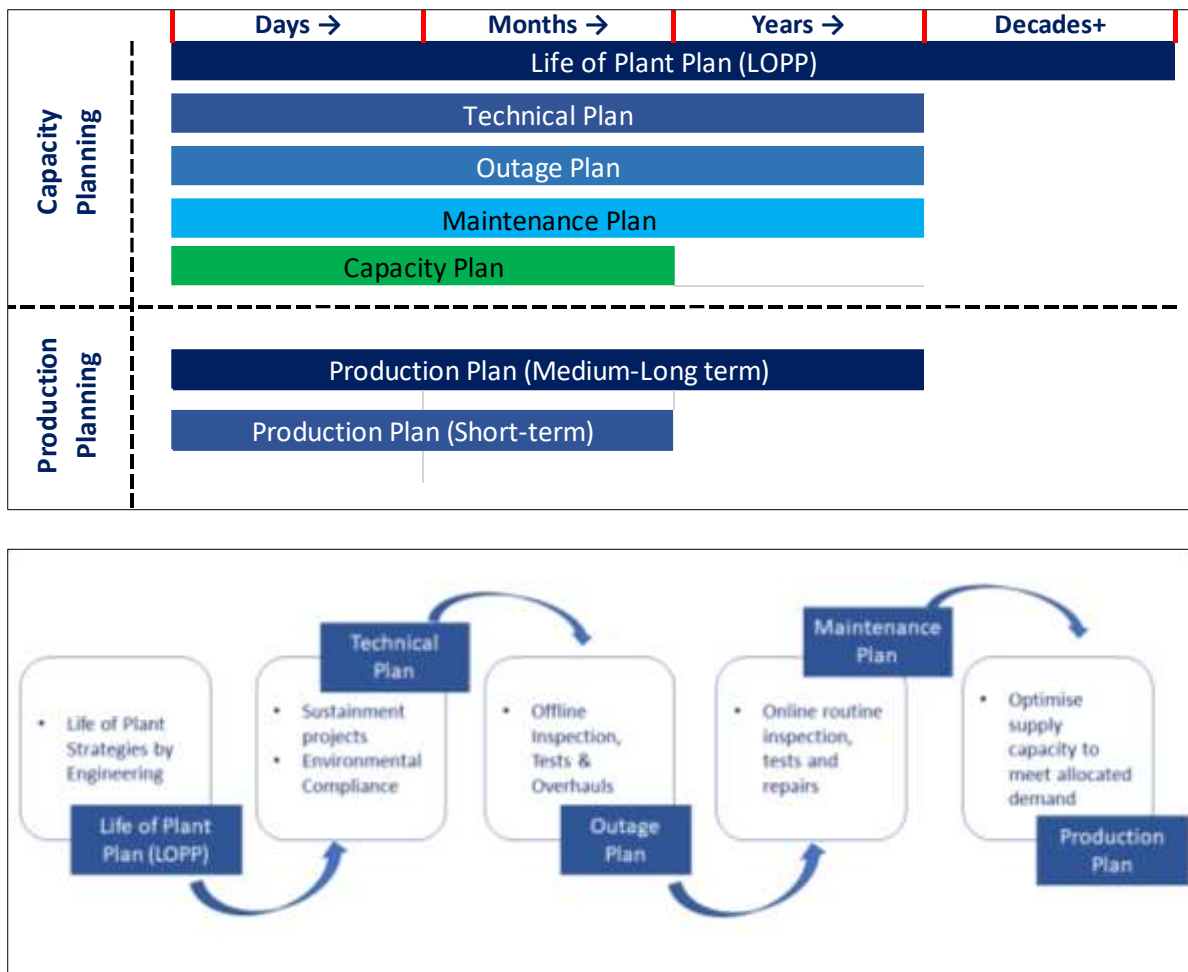 Days → Months → Years → Decades+
Capacity
Planning
Life of Plant Plan (LOPP)
Technical Plan
Outage Plan
Maintenance Plan
Capacity Plan
Production
Planning
Production Plan (Medium-Long term)
Production Plan (Short-term)
• Life of Plant
Strategies by
Engineering
Life of Plant
Plan (LOPP)
Technical
Plan
• Sustainment
projects
• Environmental
Compliance
• Offline
Inspection,
Tests &
Overhauls
Outage
Plan
Maintenance
Plan
• Online routine
inspection,
tests and
repairs
• Optimise
supply
capacity to
meet allocated
demand
Production
Plan